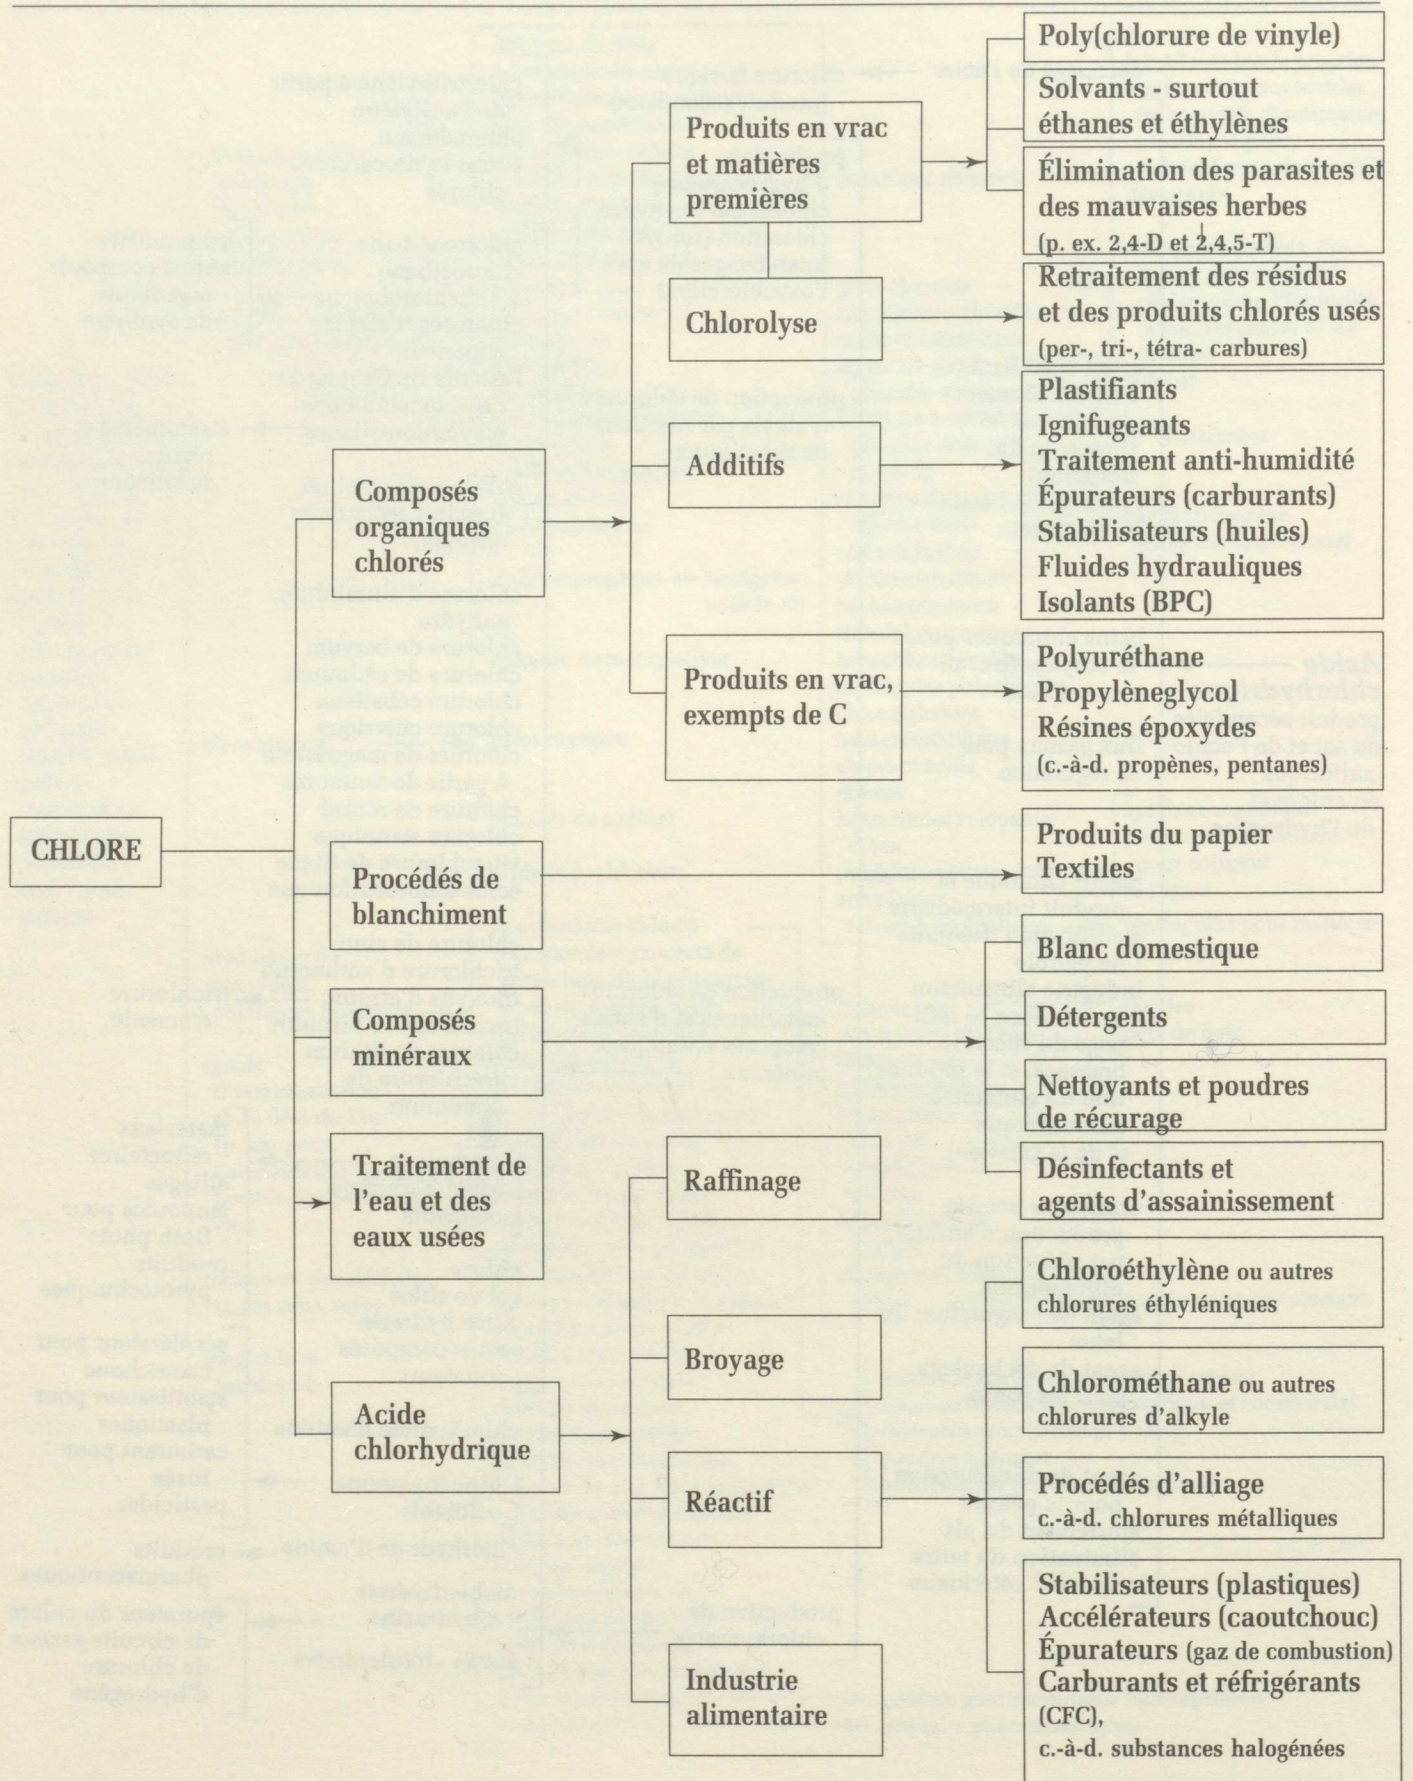 CHLORE
Composés
organiques
chlorés
Produits en vrac
et matières
premières
Poly(chlorure de vinyle)
Solvants - surtout
éthanes et éthylènes
Élimination des parasites et
des mauvaises herbes
(p. ex. 2,4-D et 2,4,5-T)
Chlorolyse
Retraitement des résidus
et des produits chlorés usés
(per-, tri-, tétra- carbures)
Additifs
Plastifiants
Ignifugeants
Traitement anti-humidité
Épurateurs (carburants)
Stabilisateurs (huiles)
Fluides hydrauliques
Isolants (BPC)
Produits en vrac,
exempts de C
Polyuréthane
Propylèneglycol
Résines époxydes
(c.-à-d. propènes, pentanes)
Procédés de
blanchiment
Produits du papier
Textiles
Composés
minéraux
Blanc domestique
Détergents
Nettoyants et poudres
de récurage
Désinfectants et
agents d'assainissement
Traitement de
l'eau et des
eaux usées
Acide
chlorhydrique
Raffinage
Broyage
Réactif
Chloroéthylène ou autres
chlorures éthyléniques
Chlorométhane ou autres
chlorures d'alkyle
Procédés d'alliage
c.-à-d. chlorures métalliques
Stabilisateurs (plastiques)
Accélérateurs (caoutchouc)
Épurateurs (gaz de combustion)
Carburants et réfrigérants
(CFC),
c.-à-d. substances halogénées
Industrie
alimentaire